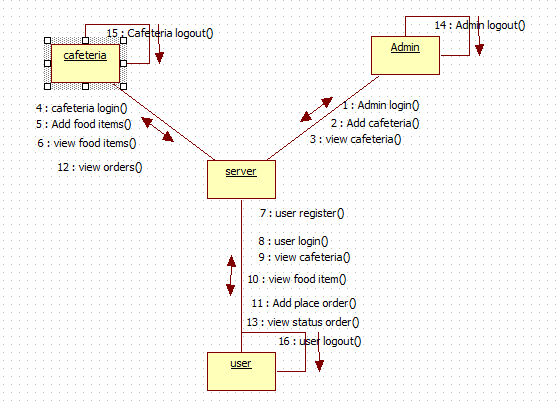 14 : Admin logout()
15 : Cafeteria logout()
cafeteria
Admin
4 : cafeteria login()
5 : Add food items()
6 : view food items()
12 : view orders()
1 : Admin login()
2 : Add cafeteria()
3 : view cafeteria()
server
7 : user register()
8 : user login()
9 : view cafeteria()
10 : view food item()
11 : Add place order()
13 : view status order()
16 : user logout()
user